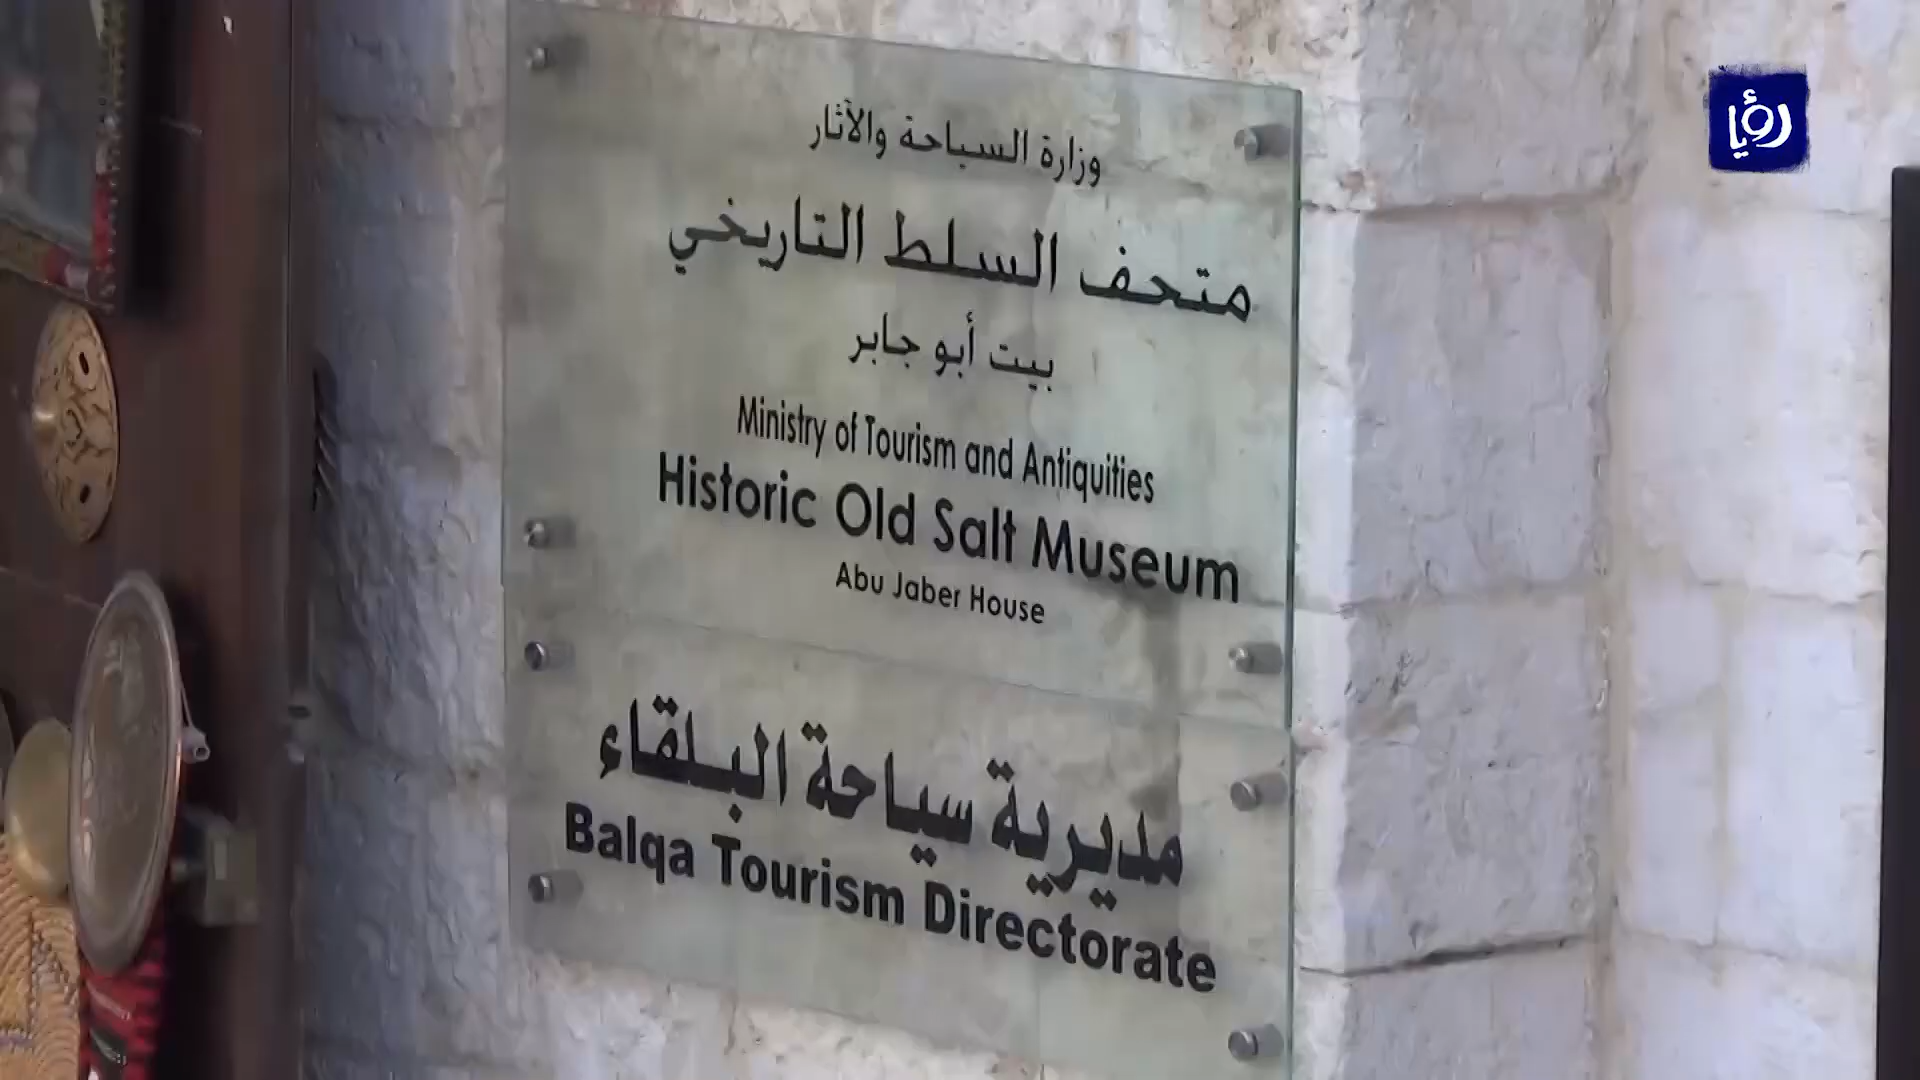 رؤيا
وزارة السياحة والآثار
متحف السلط التاريخي
بيت أبو جابر
Ministry of Tourism and Antiquities
Historic Old Salt Museum
Abu Jaber House
مديرية سياحة البلقاء
Balqa Tourism Directorate